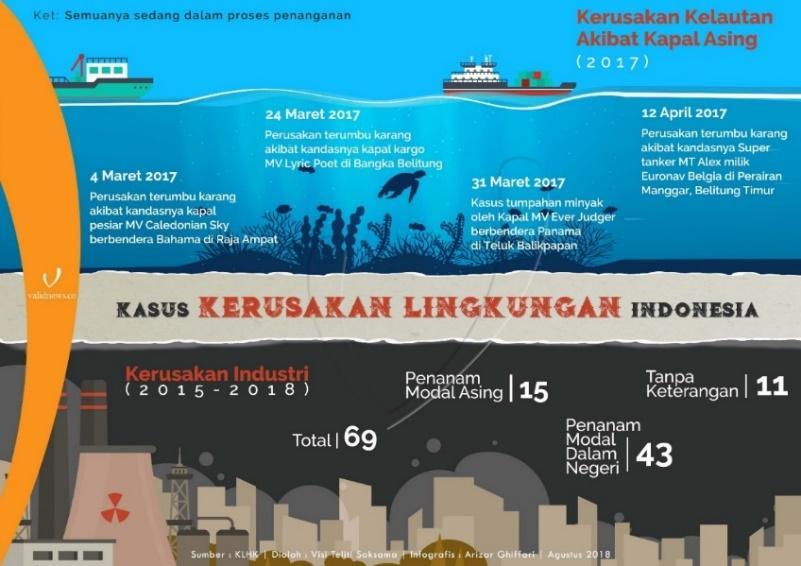 Ket: Semuanya sedang dalam proses penanganan
Kerusakan Kelautan
Akibat Kapal Asing
(2017)
4 Maret 2017
Perusakan terumbu karang
akibat kandasnya kapal
pesiar MV Caledonian Sky
berbendera Bahama di Raja Ampat
24 Maret 2017
Perusakan terumbu karang
akibat kandasnya kapal kargo
MV Lyric Poet di Bangka Belitung
31 Maret 2017
Kasus tumpahan minyak
oleh Kapal MV Ever Judger
berbendera Panama
di Teluk Balikpapan
12 April 2017
Perusakan terumbu karang
akibat kandasnya Super
tanker MT Alex milik
Euronav Belgia di Perairan
Manggar, Belitung Timur
validnews.co
KASUS KERUSAKAN LINGKUNGAN INDONESIA
Kerusakan Industri
(2015-2018)
Total | 69
Penanam
Modal Asing | 15
Penanam
Modal
Dalam
Negeri | 43
Tanpa
Keterangan | 11
Sumber : KLHK | Diolah : Visi Teliti Saksama | Infografis : Arizar Ghiffari | Agustus 2018